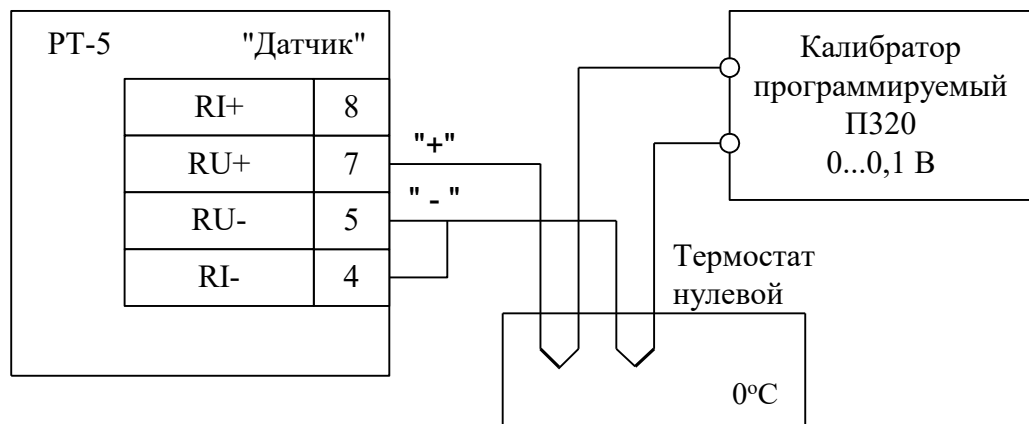 РТ-5 "Датчик"
RI+ 8
RU+ 7
RU- 5
RI- 4
"+"
" - "
Калибратор
программируемый
П320
0...0,1 В
Термостат
нулевой
0°С